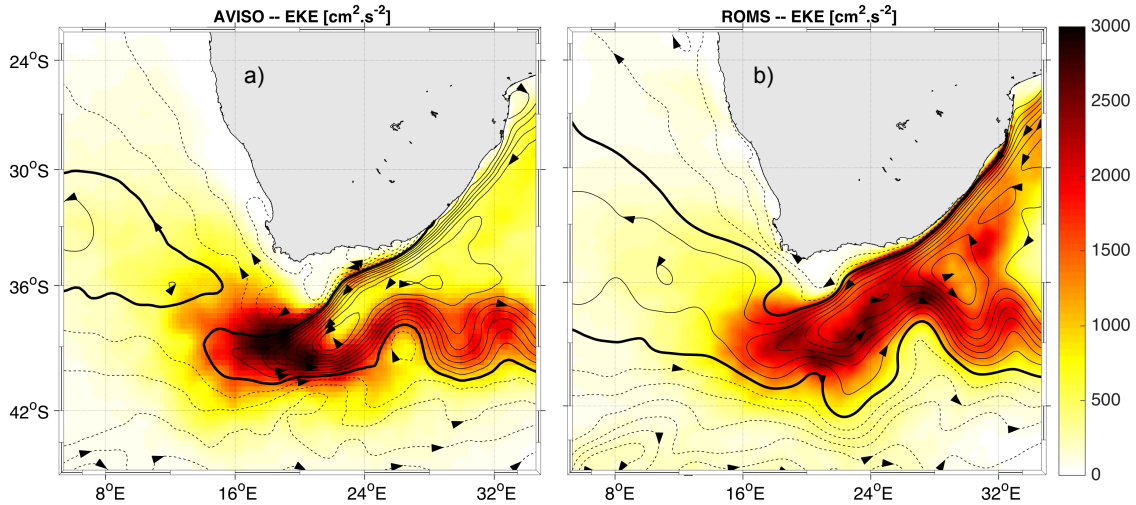 AVISO -- EKE [cm².s⁻²]
ROMS -- EKE [cm².s⁻²]
a)
b)
24°S
30°S
36°S
42°S
8°E
16°E
24°E
32°E
8°E
16°E
24°E
32°E
3000
2500
2000
1500
1000
500
0